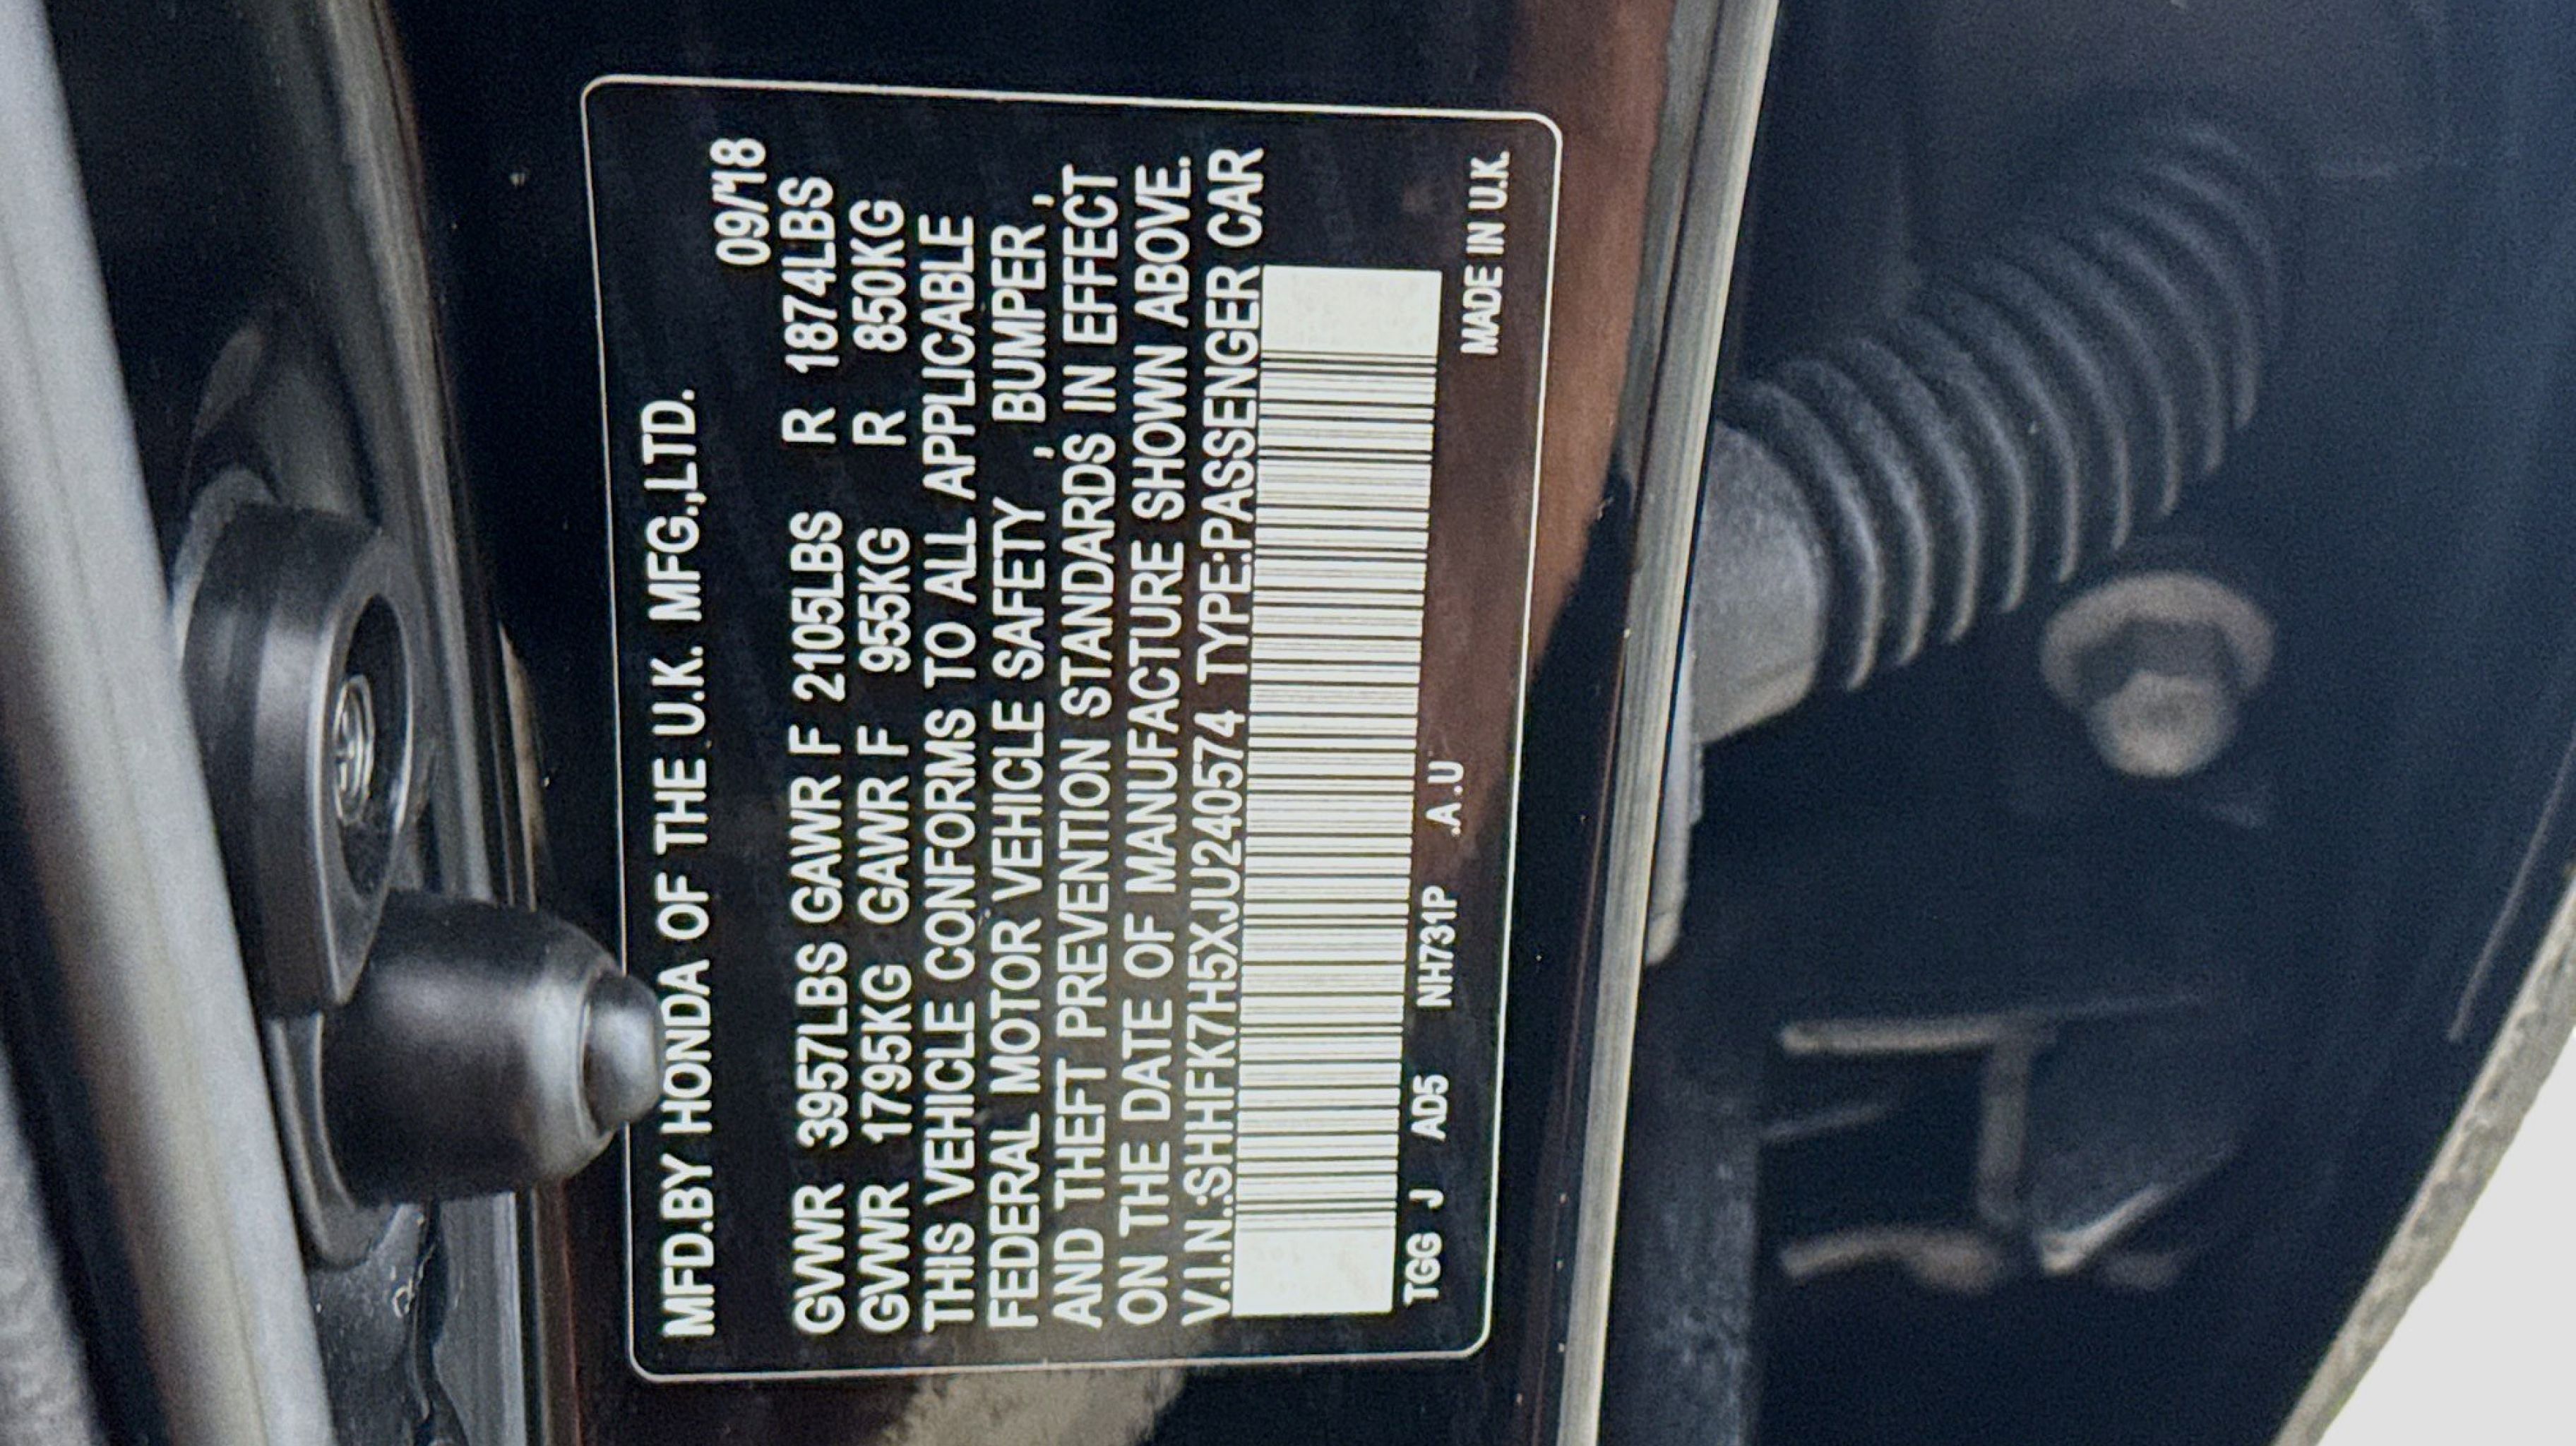 MFD.BY HONDA OF THE U.K. MFG.,LTD.
09/18
GVWR 3957LBS GAWR F 2105LBS R 1874LBS
GVWR 1795KG GAWR F 955KG R 850KG
THIS VEHICLE CONFORMS TO ALL APPLICABLE
FEDERAL MOTOR VEHICLE SAFETY , BUMPER ,
AND THEFT PREVENTION STANDARDS IN EFFECT
ON THE DATE OF MANUFACTURE SHOWN ABOVE.
V.I.N.:SHHFK7H5XJU240574 TYPE:PASSENGER CAR
TGG J AD5 NH731P .A.U
MADE IN U.K.